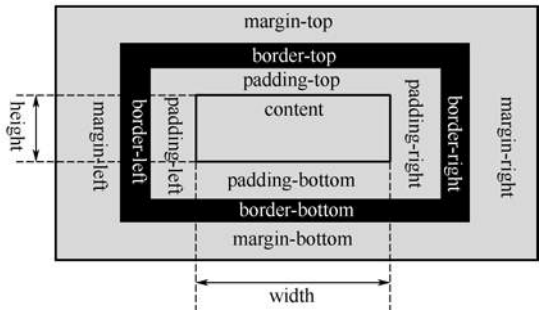 margin-top
border-top
padding-top
content
height
margin-left
border-left
padding-left
padding-right
border-right
margin-right
padding-bottom
border-bottom
margin-bottom
width